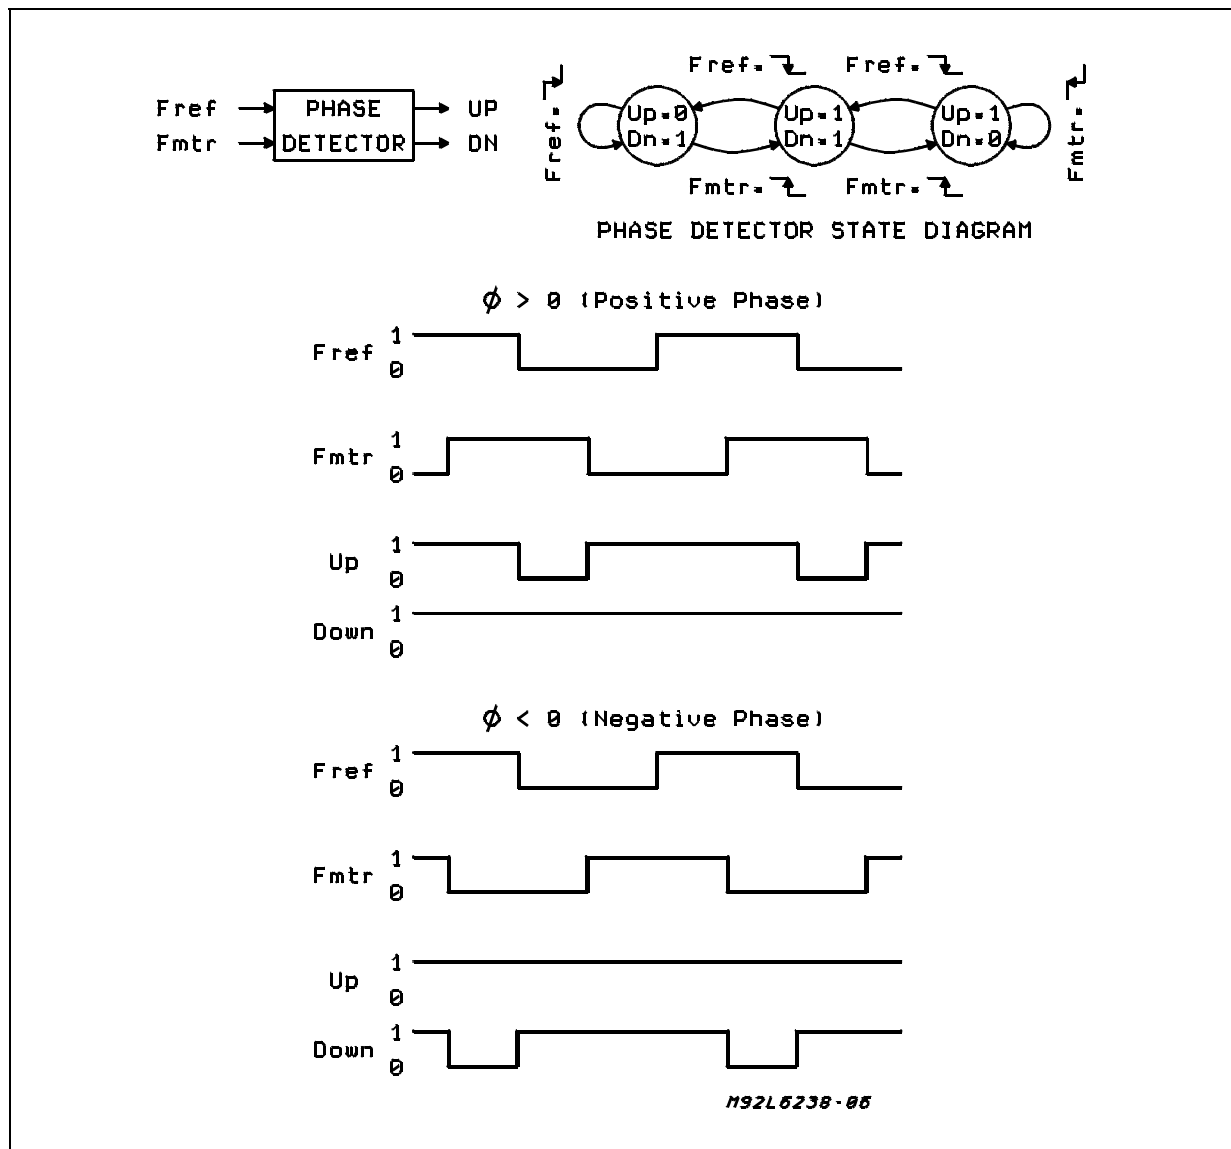 Fref PHASE UP
Fmtr DETECTOR DN
Fref=
Fref= Fref=
Up=0 Up=1 Up=1
Dn=1 Dn=1 Dn=0
Fmtr= Fmtr=
Fmtr=
PHASE DETECTOR STATE DIAGRAM
ϕ > 0 (Positive Phase)
1
Fref
0
1
Fmtr
0
1
Up
0
1
Down
0
ϕ < 0 (Negative Phase)
1
Fref
0
1
Fmtr
0
1
Up
0
1
Down
0
M92L6238-06